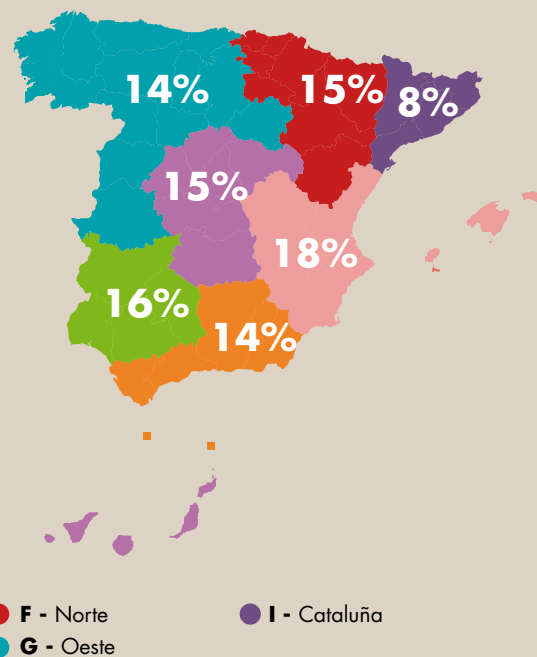 14%
15%
8%
15%
18%
16%
14%
F - Norte
I - Cataluña
G - Oeste